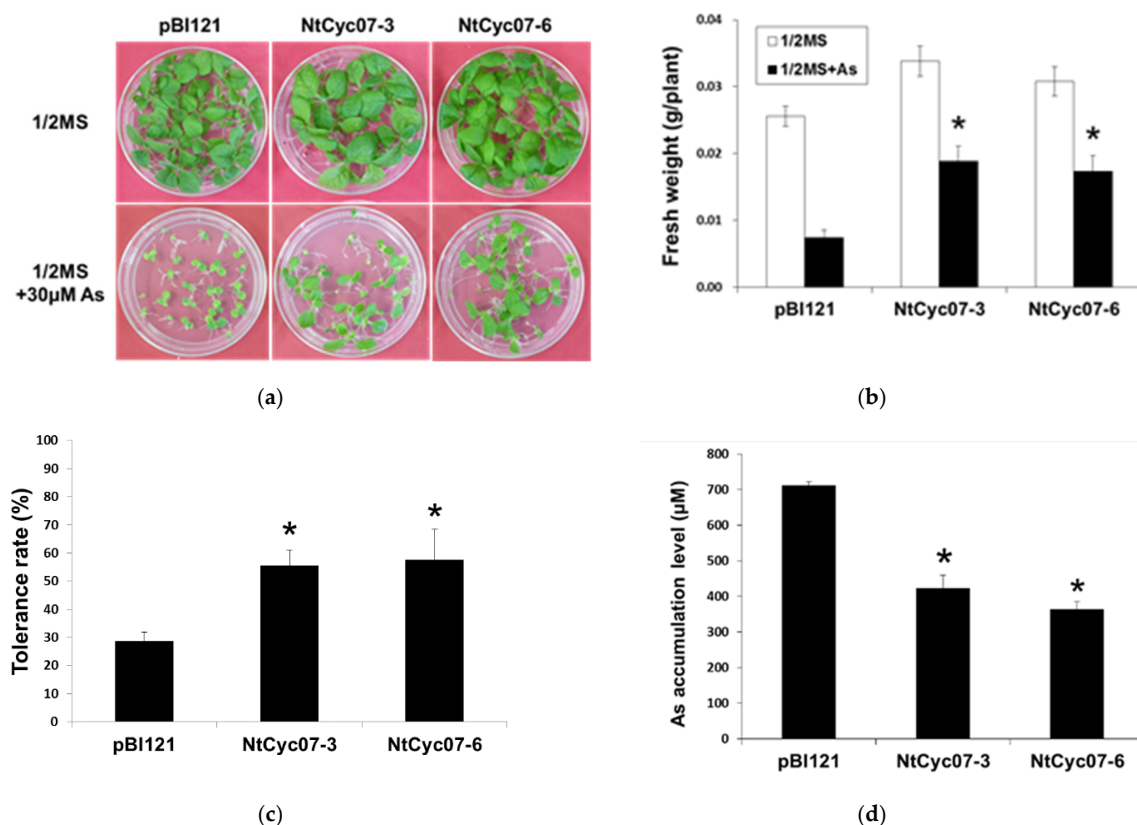 pBI121 NtCyc07-3 NtCyc07-6
1/2MS
1/2MS
+30µM As
(a)
Fresh weight (g/plant)
0.04
0.03
0.02
0.01
0.00
1/2MS
1/2MS+As
* *
pBI121 NtCyc07-3 NtCyc07-6
(b)
Tolerance rate (%)
100
90
80
70
60
50
40
30
20
10
0
* *
pBI121 NtCyc07-3 NtCyc07-6
(c)
As accumulation level (µM)
800
700
600
500
400
300
200
100
0
* *
pBI121 NtCyc07-3 NtCyc07-6
(d)